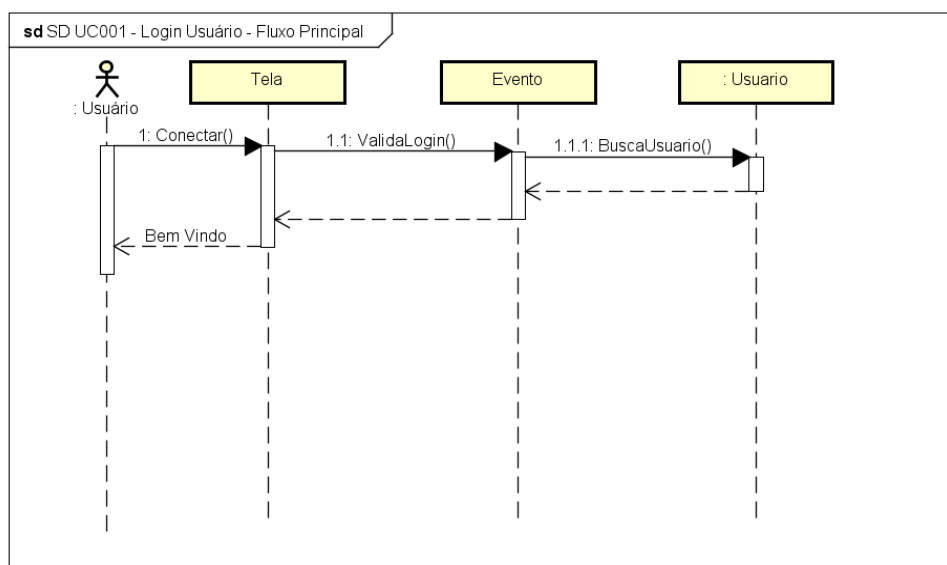 sd SD UC001 - Login Usuário - Fluxo Principal
: Usuário
Tela
Evento
: Usuario
1: Conectar()
1.1: ValidaLogin()
1.1.1: BuscaUsuario()
Bem Vindo